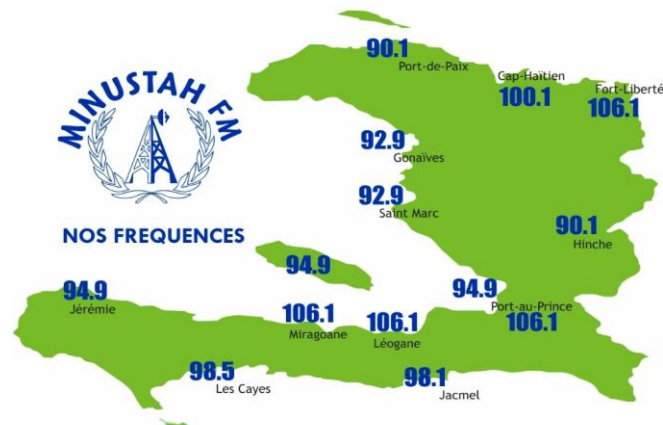 MINUSTAH FM
NOS FREQUENCES
90.1
Port-de-Paix
Cap-Haïtien
100.1
Fort-Liberté
106.1
92.9
Gonaïves
92.9
Saint Marc
90.1
Hinche
94.9
94.9
Jérémie
94.9
Port-au-Prince
106.1
106.1
Miragoane
106.1
Léogane
98.5
Les Cayes
98.1
Jacmel